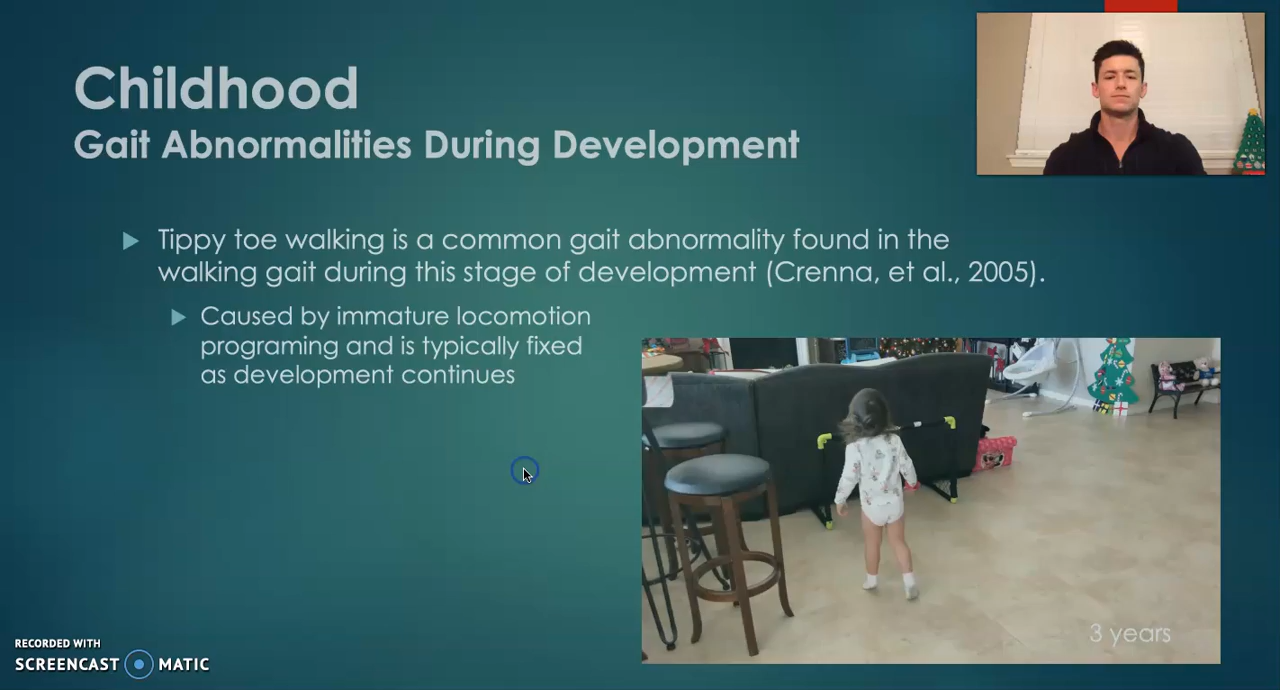 Childhood
Gait Abnormalities During Development
Tippy toe walking is a common gait abnormality found in the
walking gait during this stage of development (Crenna, et al., 2005).
Caused by immature locomotion
programing and is typically fixed
as development continues
3 years
RECORDED WITH
SCREENCAST MATIC